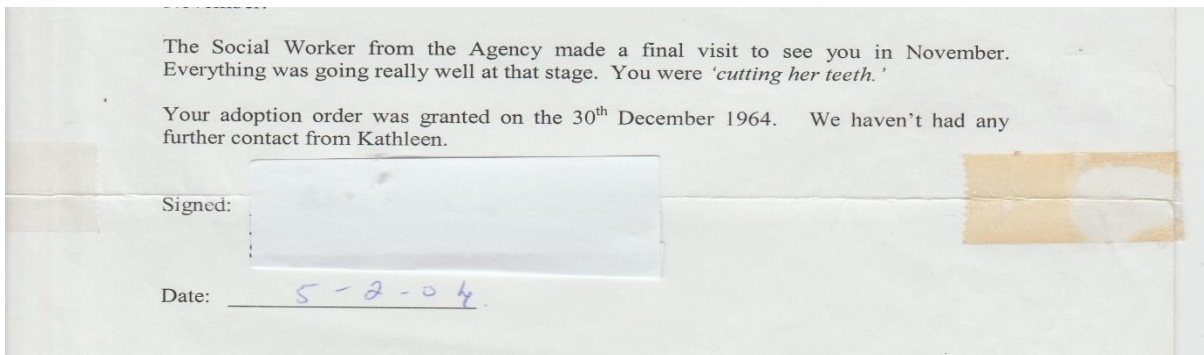 The Social Worker from the Agency made a final visit to see you in November.
Everything was going really well at that stage. You were ‘cutting her teeth.’
Your adoption order was granted on the 30th December 1964. We haven't had any
further contact from Kathleen.
Signed:
Date: 5-2-04